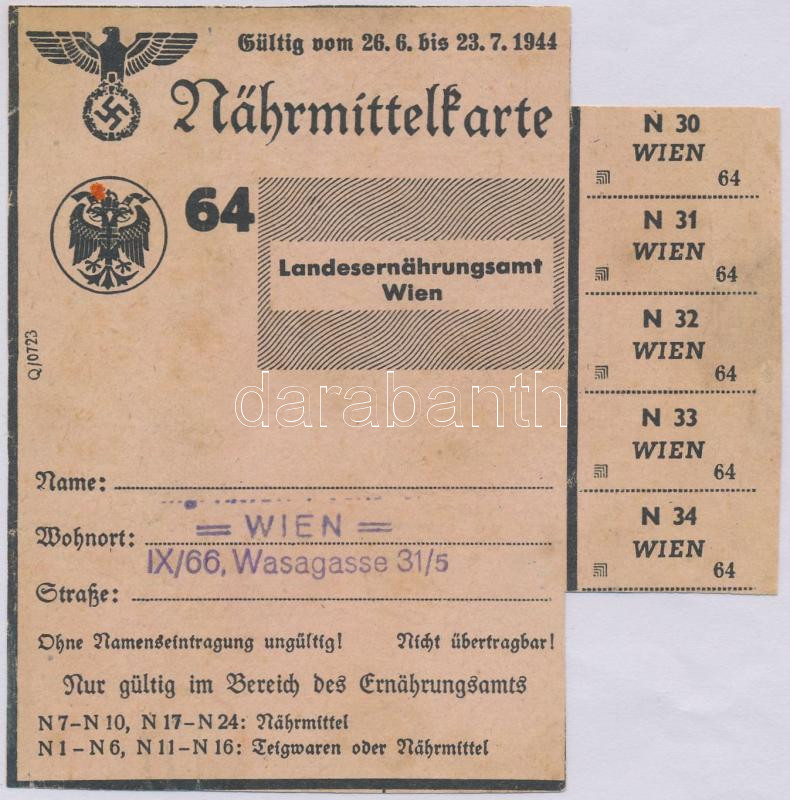 Gültig vom 26. 6. bis 23. 7. 1944
Nährmittelkarte
64
Landesernährungsamt
Wien
Q/0723
darabanth
Name:
Wohnort:
= WIEN =
IX/66, Wasagasse 31/5
Straße:
Ohne Namenseintragung ungültig! Nicht übertragbar!
Nur gültig im Bereich des Ernährungsamts
N 7–N 10, N 17–N 24: Nährmittel
N 1–N 6, N 11–N 16: Teigwaren oder Nährmittel
N 30
WIEN
64
N 31
WIEN
64
N 32
WIEN
64
N 33
WIEN
64
N 34
WIEN
64